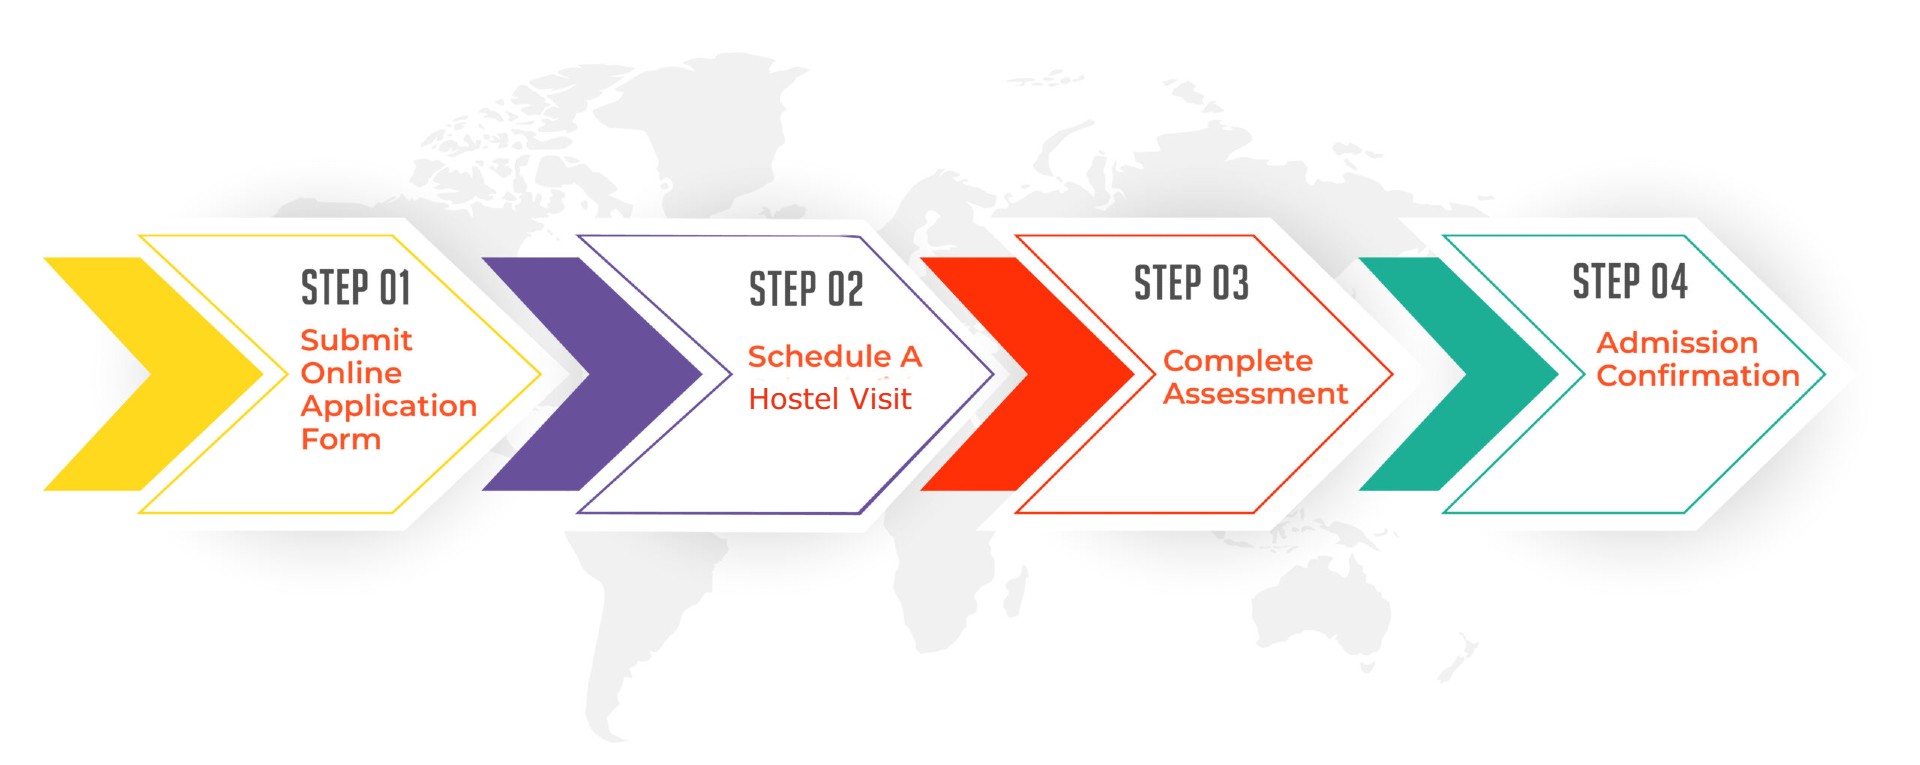 STEP 01
Submit
Online
Application
Form
STEP 02
Schedule A
Hostel Visit
STEP 03
Complete
Assessment
STEP 04
Admission
Confirmation